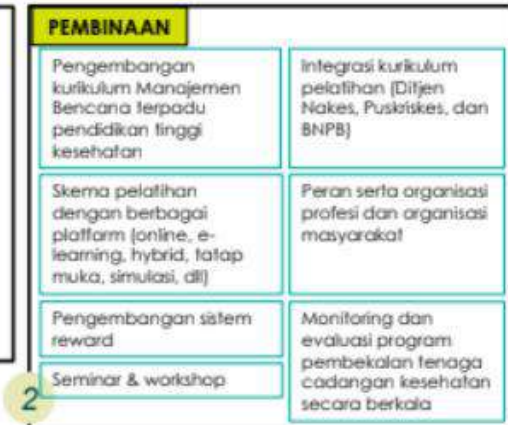 PEMBINAAN
Pengembangan
kurikulum Manajemen
Bencana terpadu
pendidikan tinggi
kesehatan
Integrasi kurikulum
pelatihan (Ditjen
Nakes, Puskriskes, dan
BNPB)
Skema pelatihan
dengan berbagai
platform (online, e-
learning, hybrid, tatap
muka, simulasi, dll)
Peran serta organisasi
profesi dan organisasi
masyarakat
Pengembangan sistem
reward
Seminar & workshop
Monitoring dan
evaluasi program
pembekalan tenaga
cadangan kesehatan
secara berkala
2